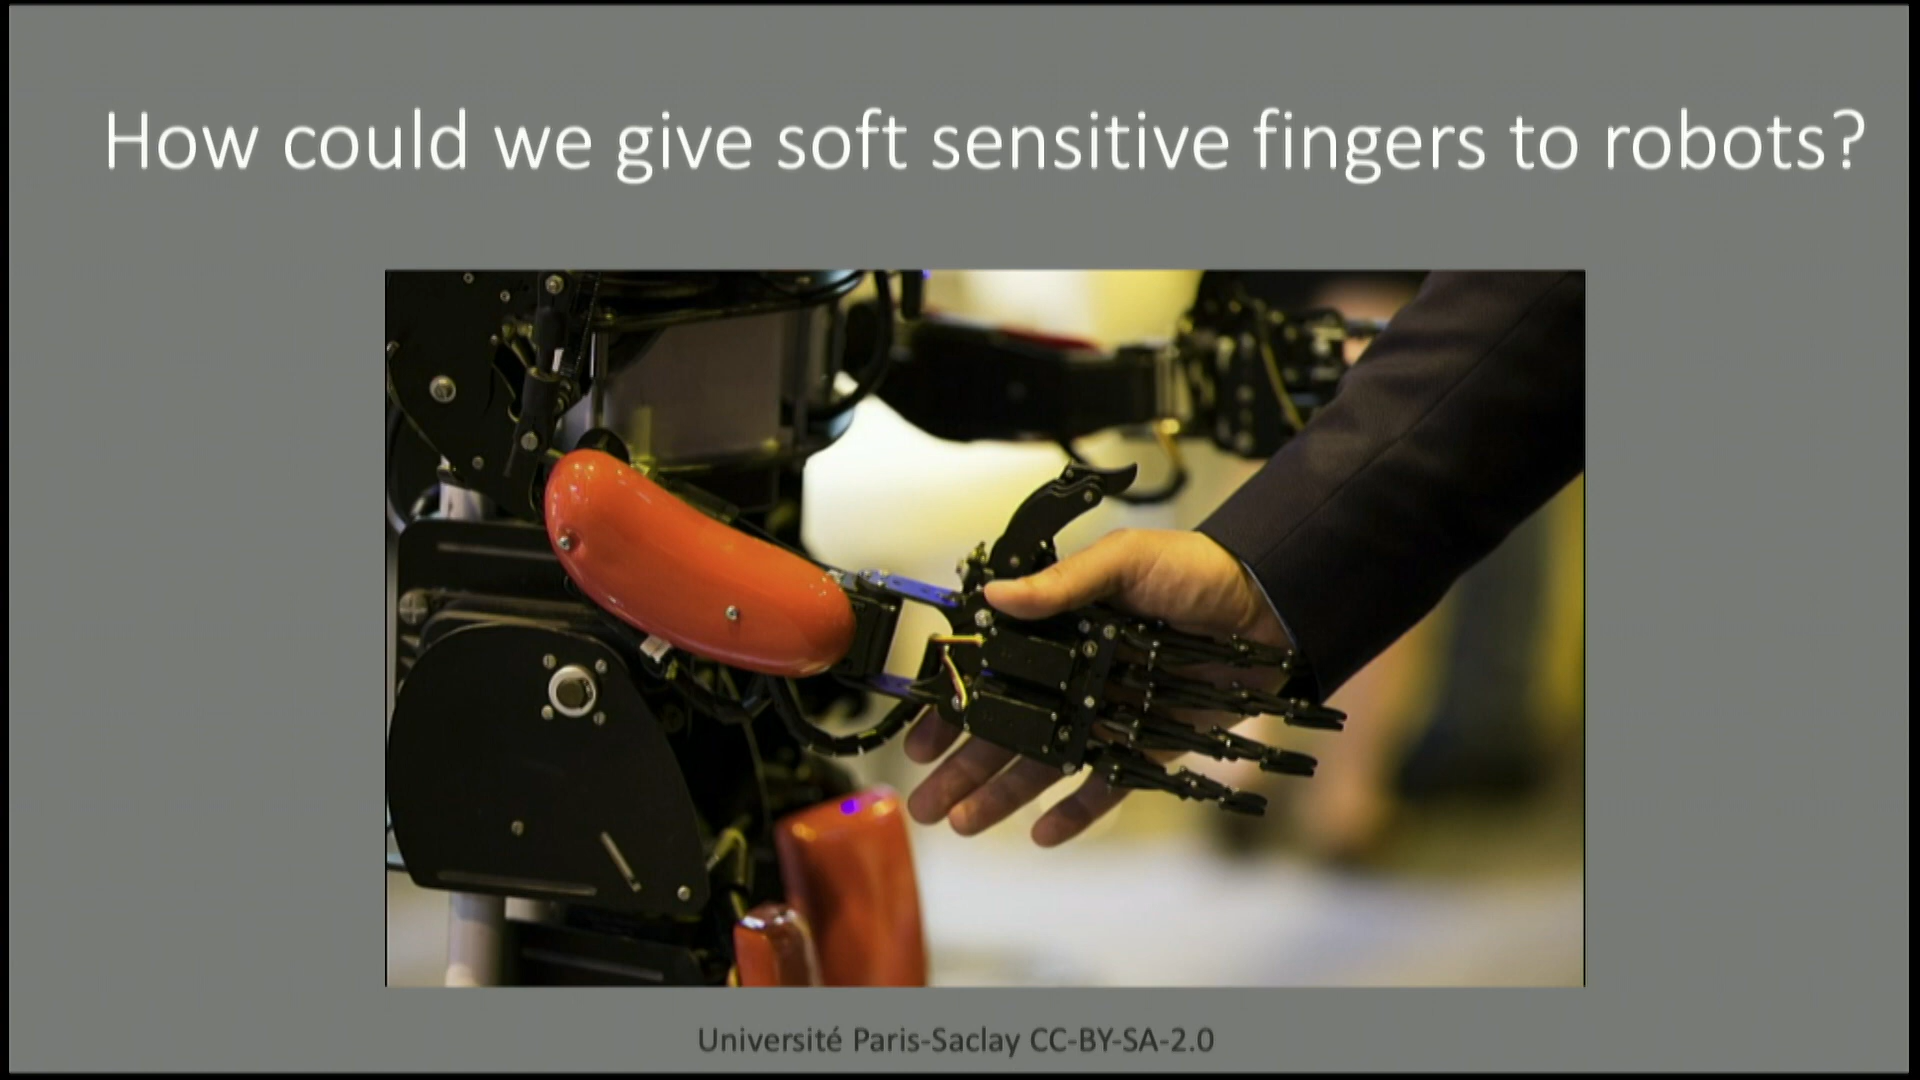 How could we give soft sensitive fingers to robots?
Université Paris-Saclay CC-BY-SA-2.0